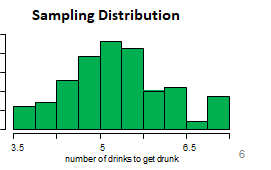 Sampling Distribution
3.5 5 6.5
number of drinks to get drunk
6